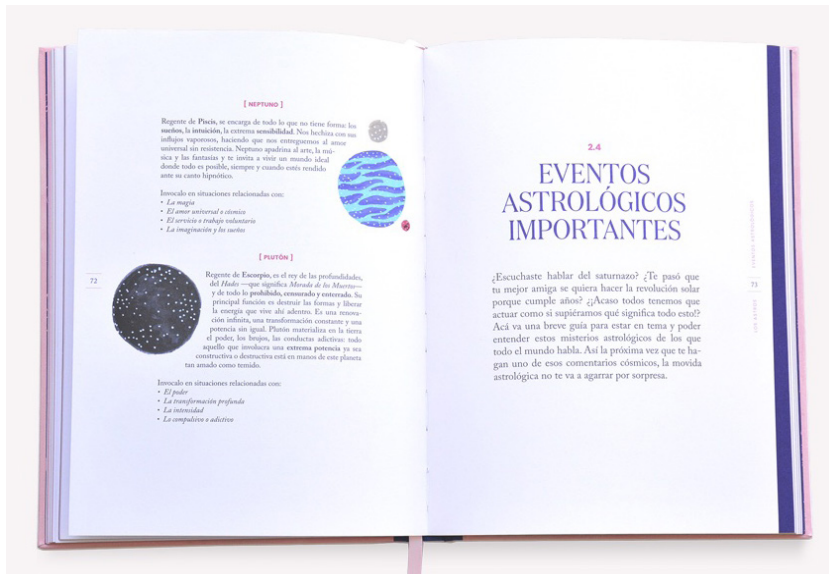 [ NEPTUNO ]
Regente de Piscis, se encarga de todo lo que no tiene forma: los
sueños, la intuición, la extrema sensibilidad. Nos hechiza con sus
influjos vaporosos, haciendo que nos entreguemos al amor
universal sin resistencia. Neptuno apadrina al arte, la mú-
sica y las fantasías y te invita a vivir un mundo ideal
donde todo es posible, siempre y cuando estés rendido
ante su canto hipnótico.
Invocalo en situaciones relacionadas con:
• La magia
• El amor universal o cósmico
• El servicio o trabajo voluntario
• La imaginación y los sueños
[ PLUTÓN ]
Regente de Escorpio, es el rey de las profundidades,
del Hades —que significa Morada de los Muertos—
y de todo lo prohibido, censurado y enterrado. Su
principal función es destruir las formas y liberar
la energía que vive ahí adentro. Es una renova-
ción infinita, una transformación constante y una
potencia sin igual. Plutón materializa en la tierra
el poder, los brujos, las conductas adictivas: todo
aquello que involucra una extrema potencia ya sea
constructiva o destructiva está en manos de este planeta
tan amado como temido.
Invocalo en situaciones relacionadas con:
• El poder
• La transformación profunda
• La intensidad
• Lo compulsivo o adictivo
72
2.4
EVENTOS
ASTROLÓGICOS
IMPORTANTES
¿Escuchaste hablar del saturnazo? ¿Te pasó que
tu mejor amiga se quiera hacer la revolución solar
porque cumple años? ¿¡Acaso todos tenemos que
actuar como si supiéramos qué significa todo esto!?
Acá va una breve guía para estar en tema y poder
entender estos misterios astrológicos de los que
todo el mundo habla. Así la próxima vez que te ha-
gan uno de esos comentarios cósmicos, la movida
astrológica no te va a agarrar por sorpresa.
EVENTOS ASTROLÓGICOS
73
LOS ASTROS